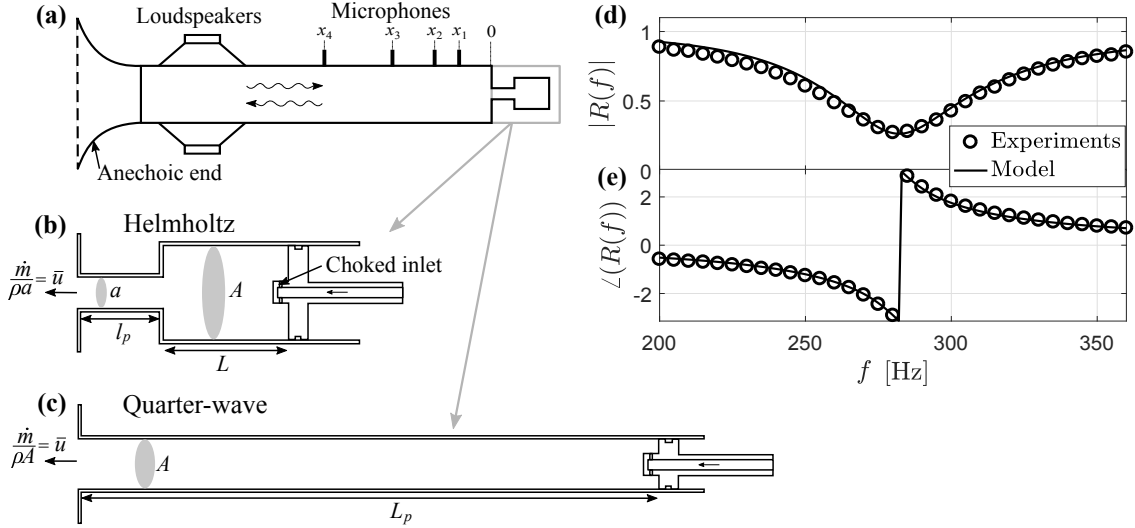 (a)
Loudspeakers
Microphones
x4 x3 x2 x1 0
Anechoic end
(b)
Helmholtz
ṁ/ρa = ū
a
A
Choked inlet
l_p
L
(c)
Quarter-wave
ṁ/ρA = ū
A
L_p
(d)
|R(f)|
1
0.5
0
Experiments
Model
(e)
∠(R(f))
2
0
-2
200 250 300 350
f [Hz]